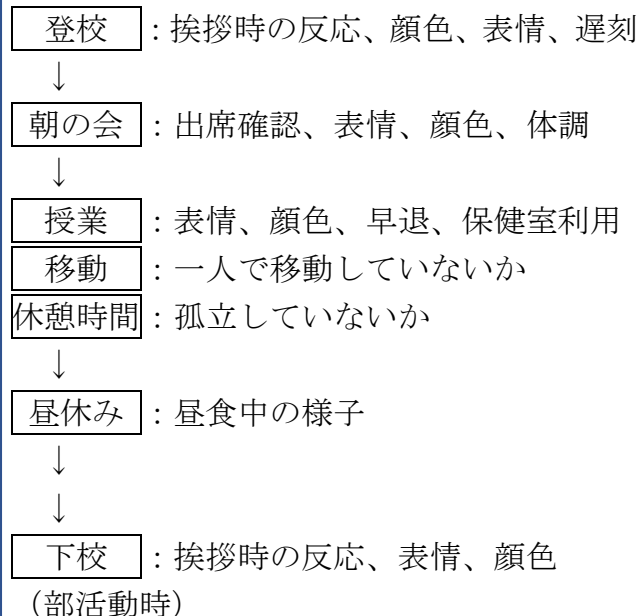 登校：挨拶時の反応、顔色、表情、遅刻
↓
朝の会：出席確認、表情、顔色、体調
↓
授業：表情、顔色、早退、保健室利用
移動：一人で移動していないか
休憩時間：孤立していないか
↓
昼休み：昼食中の様子
↓
↓
下校：挨拶時の反応、表情、顔色
（部活動時）